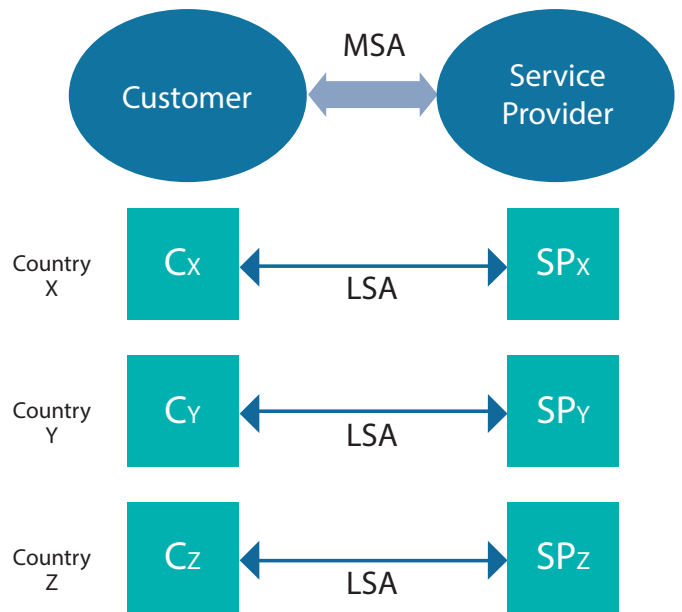 MSA
Customer
Service
Provider
Country
X
CX
LSA
SPX
Country
Y
CY
LSA
SPY
Country
Z
CZ
LSA
SPZ